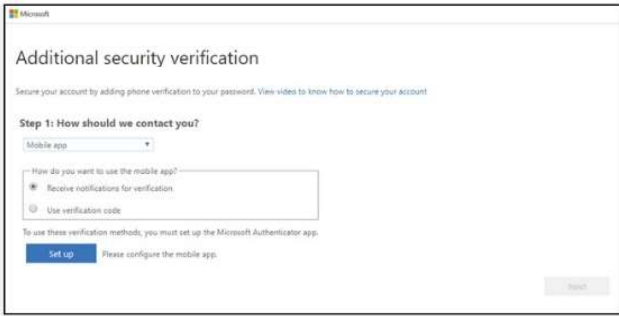 Microsoft
Additional security verification
Secure your account by adding phone verification to your password. View video to know how to secure your account
Step 1: How should we contact you?
Mobile app
How do you want to use the mobile app?
Receive notifications for verification
Use verification code
To use these verification methods, you must set up the Microsoft Authenticator app.
Set up Please configure the mobile app.
Next